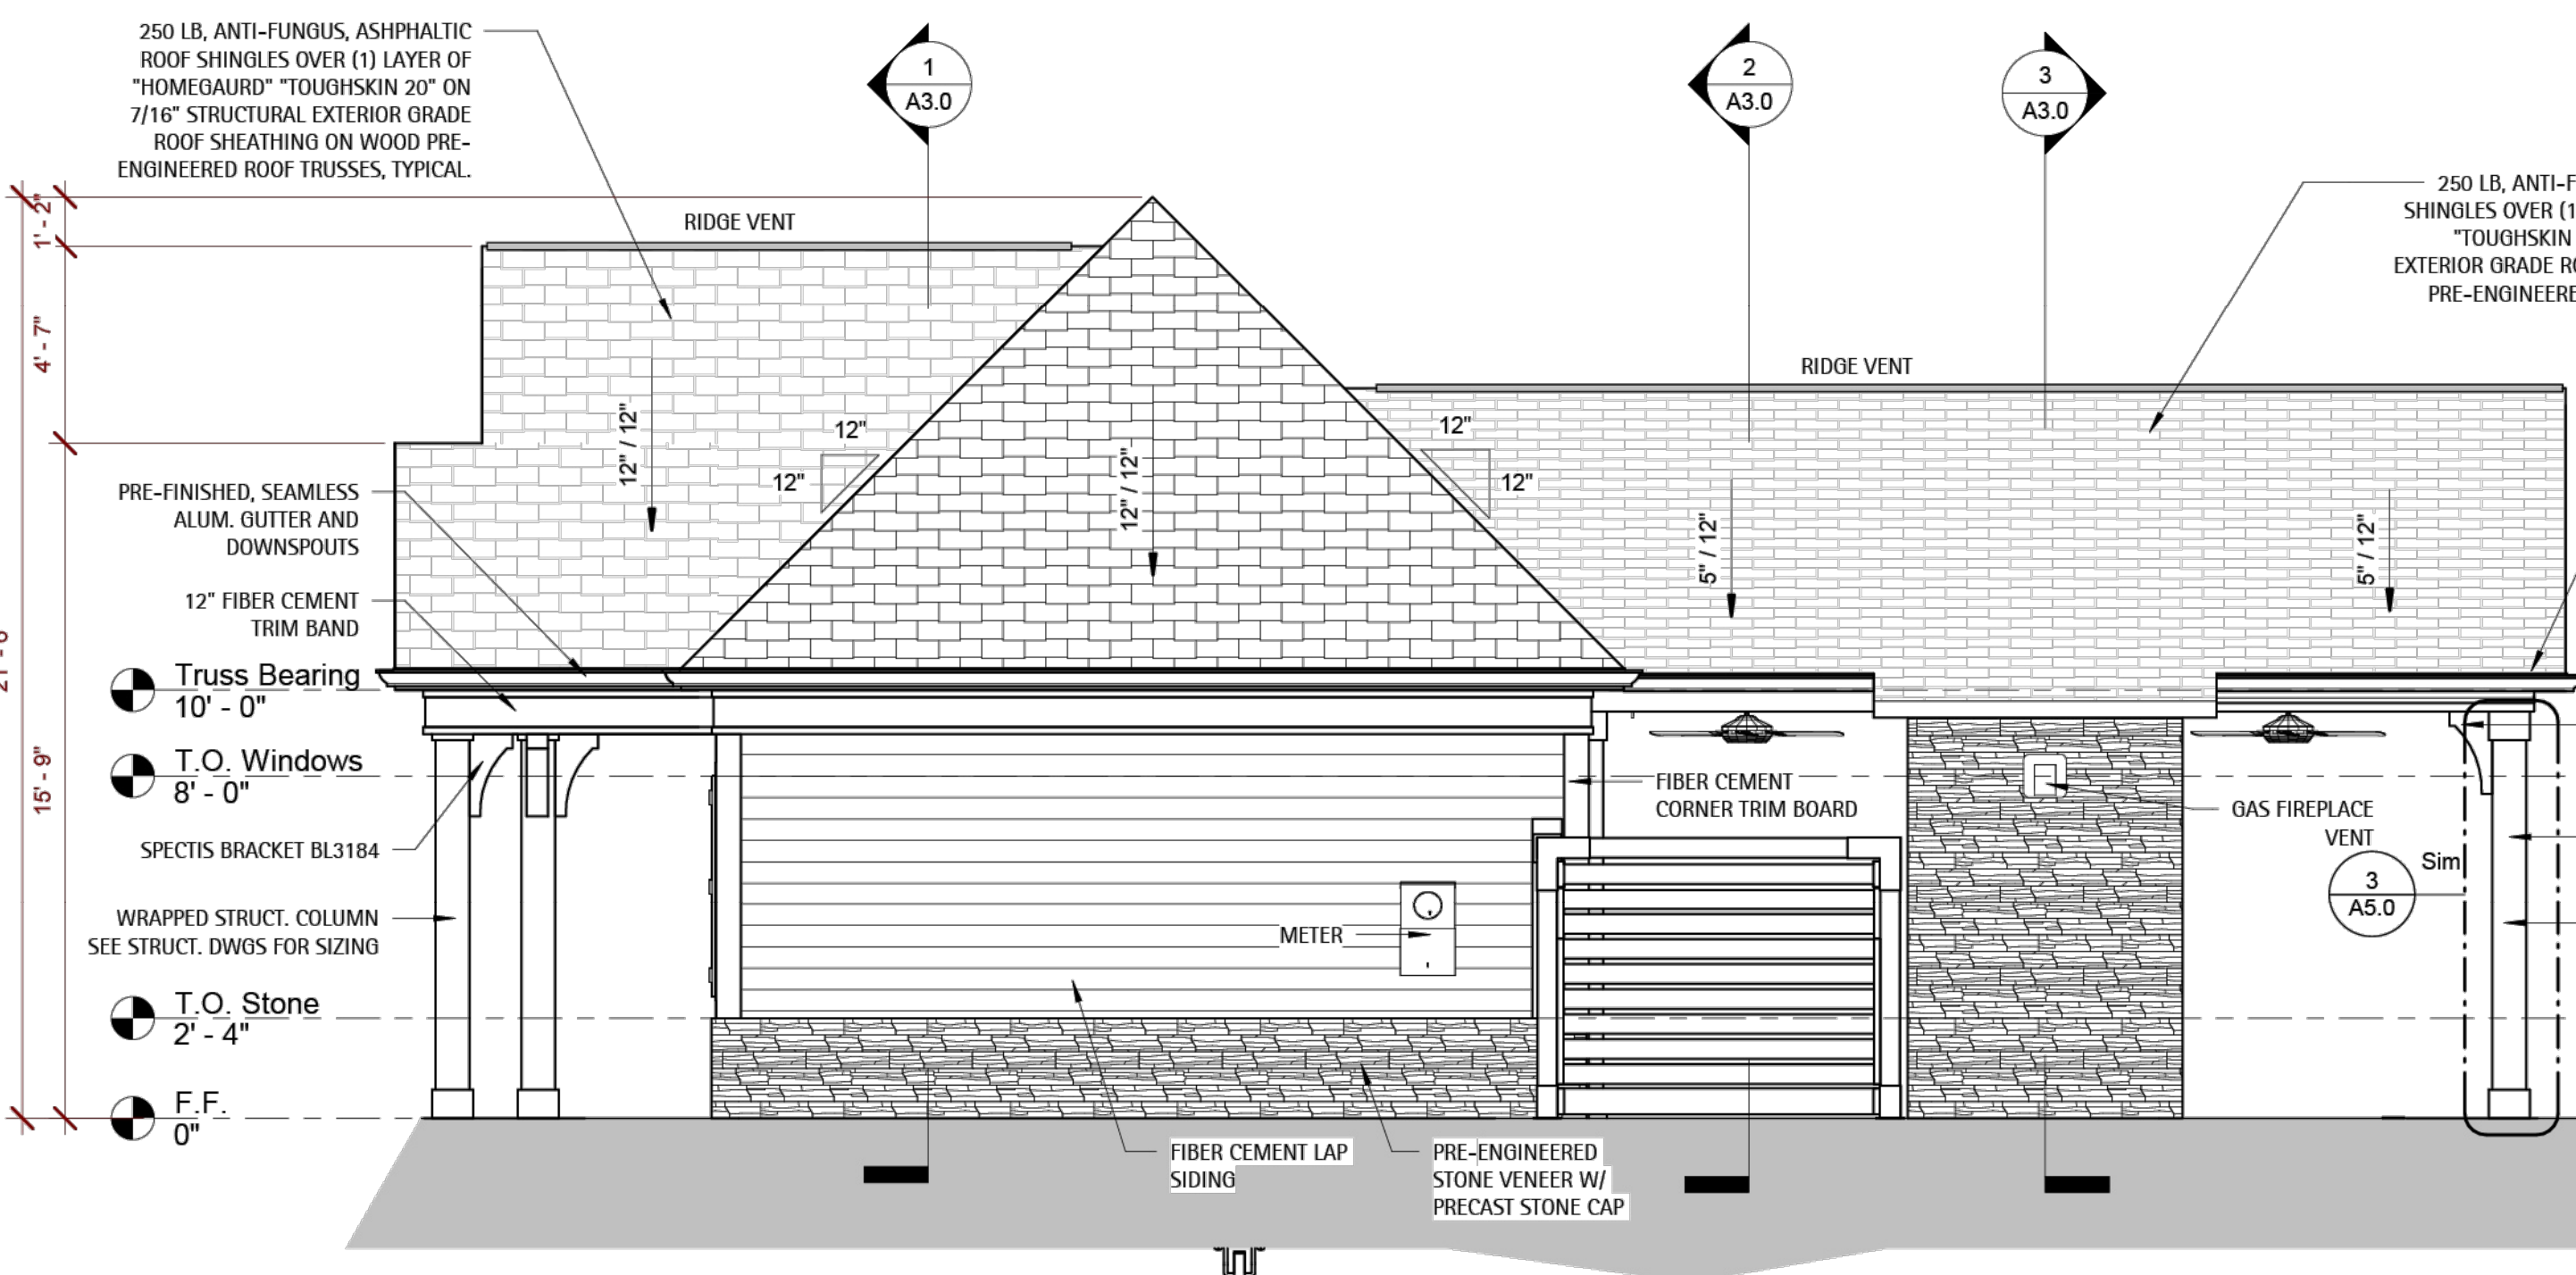 250 LB, ANTI-FUNGUS, ASHPHALTIC
ROOF SHINGLES OVER (1) LAYER OF
"HOMEGAURD" "TOUGHSKIN 20" ON
7/16" STRUCTURAL EXTERIOR GRADE
ROOF SHEATHING ON WOOD PRE-
ENGINEERED ROOF TRUSSES, TYPICAL.
1
A3.0
2
A3.0
3
A3.0
250 LB, ANTI-F
SHINGLES OVER (1
"TOUGHSKIN
EXTERIOR GRADE RO
PRE-ENGINEERE
1' - 2"
4' - 7"
15' - 9"
RIDGE VENT
RIDGE VENT
12" / 12"
12"
12"
12" / 12"
12"
12"
5" / 12"
5" / 12"
PRE-FINISHED, SEAMLESS
ALUM. GUTTER AND
DOWNSPOUTS
12" FIBER CEMENT
TRIM BAND
Truss Bearing
10' - 0"
T.O. Windows
8' - 0"
SPECTIS BRACKET BL3184
WRAPPED STRUCT. COLUMN
SEE STRUCT. DWGS FOR SIZING
T.O. Stone
2' - 4"
F.F.
0"
METER
FIBER CEMENT
CORNER TRIM BOARD
GAS FIREPLACE
VENT
3
A5.0
Sim
FIBER CEMENT LAP
SIDING
PRE-ENGINEERED
STONE VENEER W/
PRECAST STONE CAP